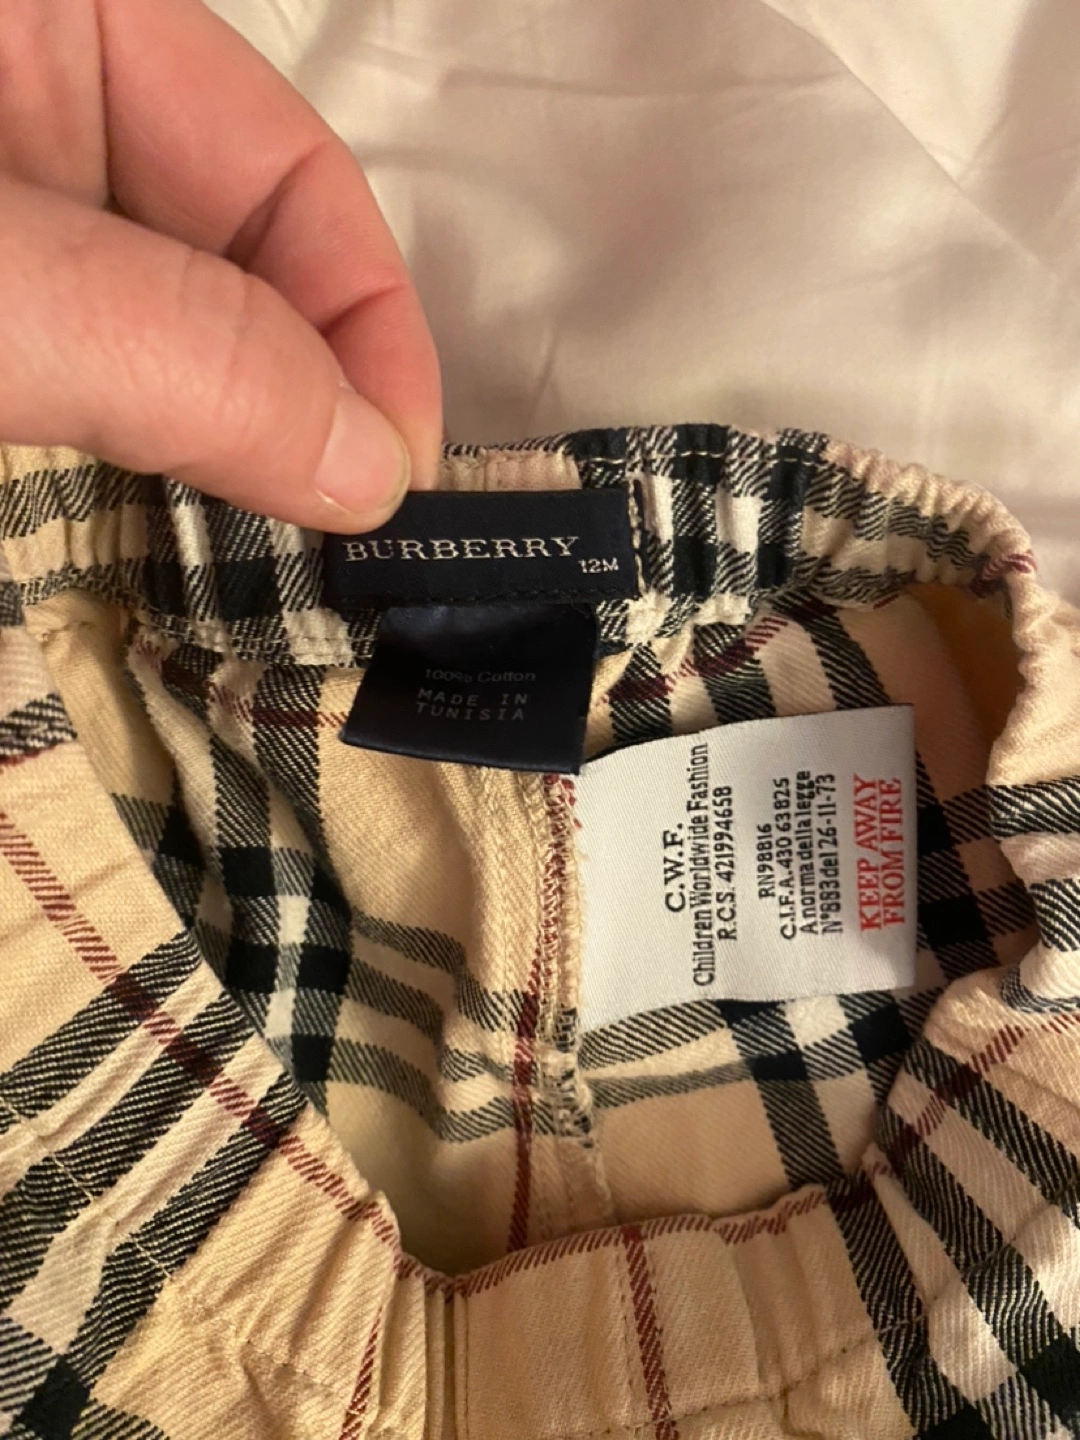 BURBERRY
12M
100% Cotton
MADE IN
TUNISIA
C.W.F.
Children Worldwide Fashion
R.C.S. 421994658
RN98816
C.I.F.A. 430 63825
A norma della legge
N°883 del 26-11-73
KEEP AWAY
FROM FIRE